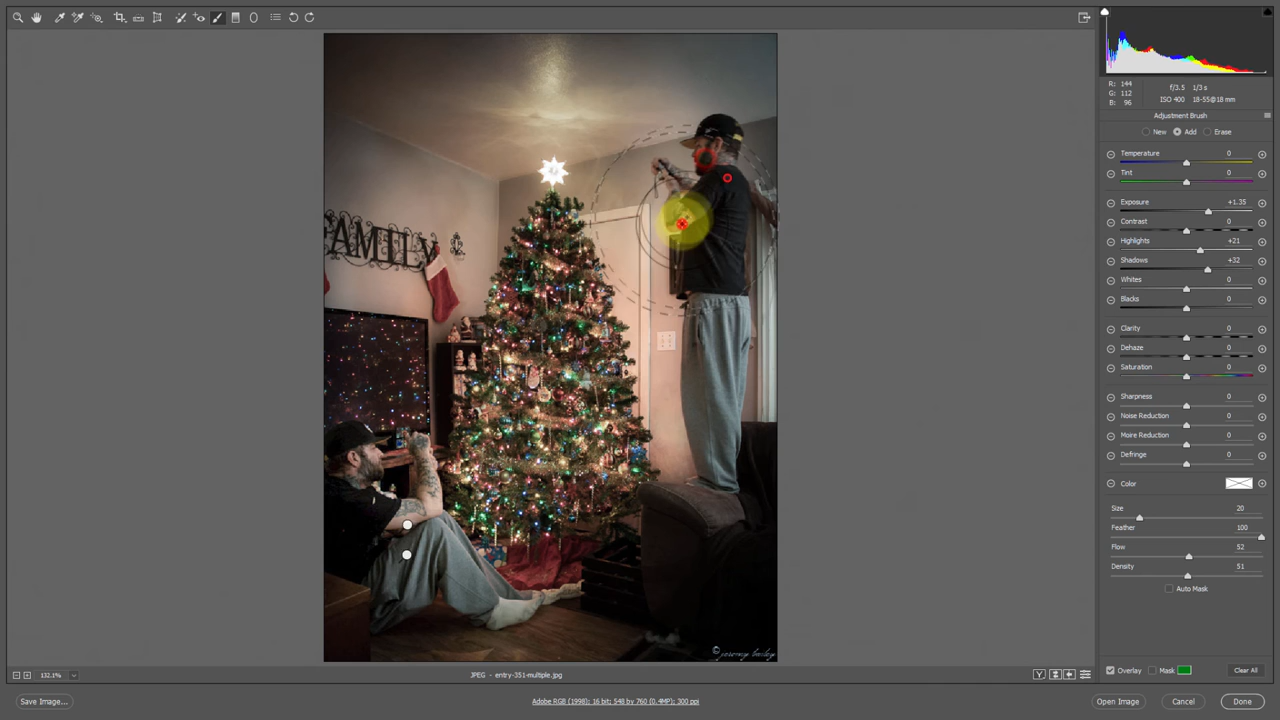 R: 144
G: 112
B: 96
f/3.5 1/3 s
ISO 400 18-55@18 mm
Adjustment Brush
New Add Erase
Temperature 0
Tint 0
Exposure +1.35
Contrast 0
Highlights +21
Shadows +32
Whites 0
Blacks 0
Clarity 0
Dehaze 0
Saturation 0
Sharpness 0
Noise Reduction 0
Moire Reduction 0
Defringe 0
Color
Size 20
Feather 100
Flow 52
Density 51
Auto Mask
FAMILY
© jeremy bailey
132.1%
JPEG - entry-351-multiple.jpg
Y
Overlay Mask Clear All
Save Image...
Adobe RGB (1998); 16 bit; 548 by 760 (0.4MP); 300 ppi
Open Image Cancel Done